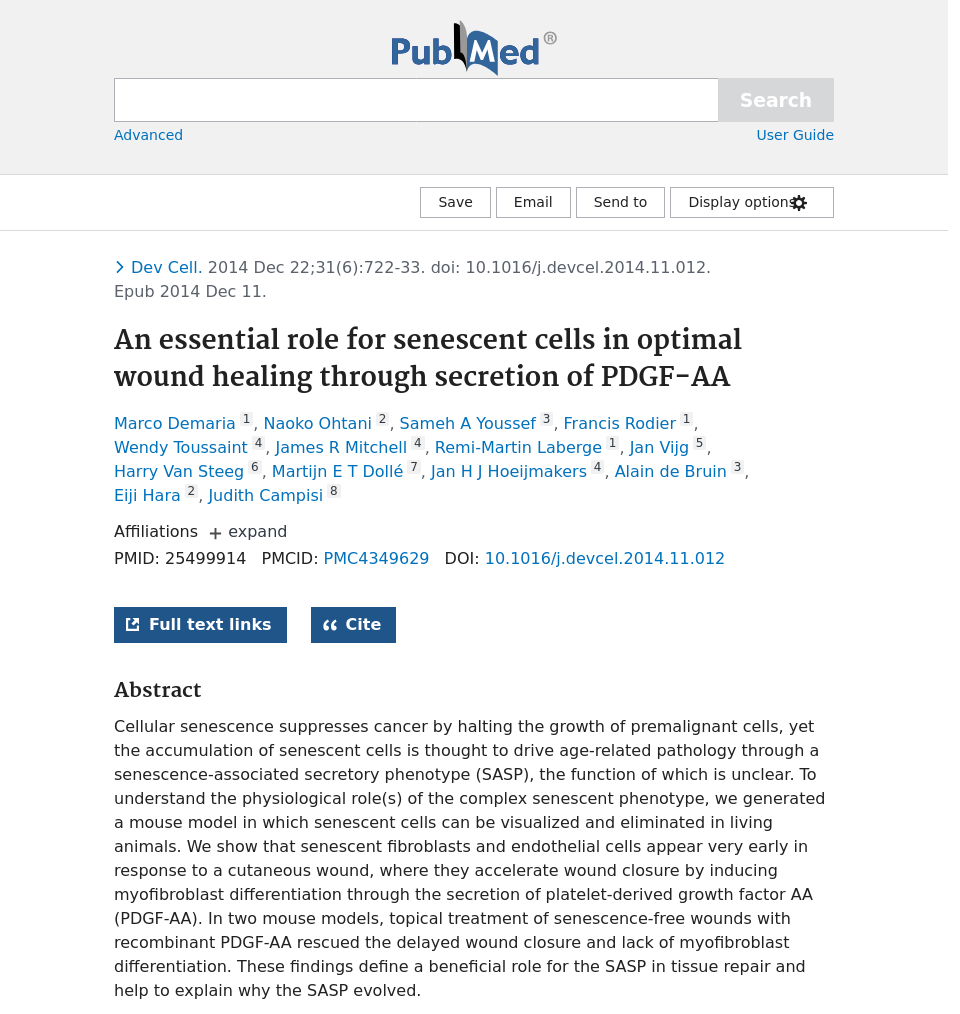 PubMed®
Search
Advanced
User Guide
Save
Email
Send to
Display options
Dev Cell. 2014 Dec 22;31(6):722-33. doi: 10.1016/j.devcel.2014.11.012.
Epub 2014 Dec 11.
An essential role for senescent cells in optimal
wound healing through secretion of PDGF-AA
Marco Demaria 1, Naoko Ohtani 2, Sameh A Youssef 3, Francis Rodier 1,
Wendy Toussaint 4, James R Mitchell 4, Remi-Martin Laberge 1, Jan Vijg 5,
Harry Van Steeg 6, Martijn E T Dollé 7, Jan H J Hoeijmakers 4, Alain de Bruin 3,
Eiji Hara 2, Judith Campisi 8
Affiliations + expand
PMID: 25499914 PMCID: PMC4349629 DOI: 10.1016/j.devcel.2014.11.012
Full text links
Cite
Abstract
Cellular senescence suppresses cancer by halting the growth of premalignant cells, yet
the accumulation of senescent cells is thought to drive age-related pathology through a
senescence-associated secretory phenotype (SASP), the function of which is unclear. To
understand the physiological role(s) of the complex senescent phenotype, we generated
a mouse model in which senescent cells can be visualized and eliminated in living
animals. We show that senescent fibroblasts and endothelial cells appear very early in
response to a cutaneous wound, where they accelerate wound closure by inducing
myofibroblast differentiation through the secretion of platelet-derived growth factor AA
(PDGF-AA). In two mouse models, topical treatment of senescence-free wounds with
recombinant PDGF-AA rescued the delayed wound closure and lack of myofibroblast
differentiation. These findings define a beneficial role for the SASP in tissue repair and
help to explain why the SASP evolved.